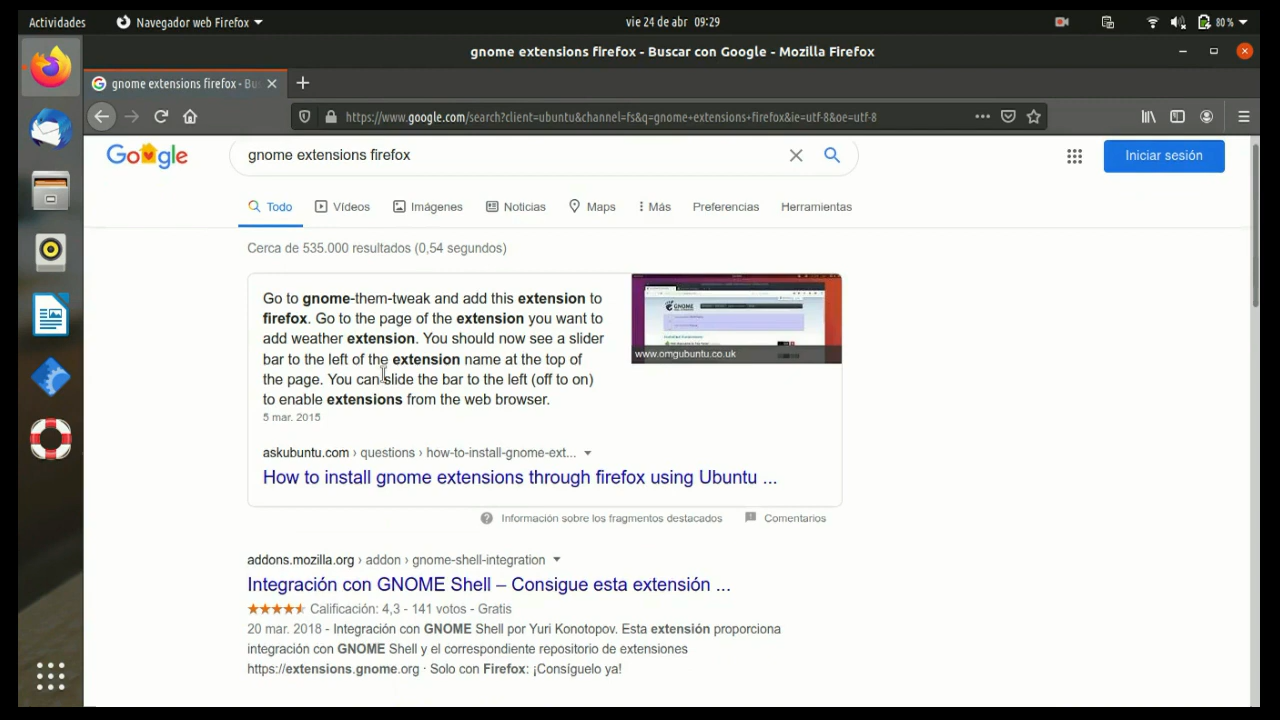 Actividades Navegador web Firefox vie 24 de abr 09:29 80 %
gnome extensions firefox - Buscar con Google - Mozilla Firefox
gnome extensions firefox - Bu
https://www.google.com/search?client=ubuntu&channel=fs&q=gnome+extensions+firefox&ie=utf-8&oe=utf-8
Google gnome extensions firefox Iniciar sesión
Todo Vídeos Imágenes Noticias Maps Más Preferencias Herramientas
Cerca de 535.000 resultados (0,54 segundos)
Go to gnome-them-tweak and add this extension to
firefox. Go to the page of the extension you want to
add weather extension. You should now see a slider
bar to the left of the extension name at the top of
the page. You can slide the bar to the left (off to on)
to enable extensions from the web browser.
5 mar. 2015
GNOME
www.omgubuntu.co.uk
askubuntu.com › questions › how-to-install-gnome-ext...
How to install gnome extensions through firefox using Ubuntu ...
Información sobre los fragmentos destacados Comentarios
addons.mozilla.org › addon › gnome-shell-integration
Integración con GNOME Shell – Consigue esta extensión ...
Calificación: 4,3 - 141 votos - Gratis
20 mar. 2018 - Integración con GNOME Shell por Yuri Konotopov. Esta extensión proporciona
integración con GNOME Shell y el correspondiente repositorio de extensiones
https://extensions.gnome.org · Solo con Firefox: ¡Consíguelo ya!